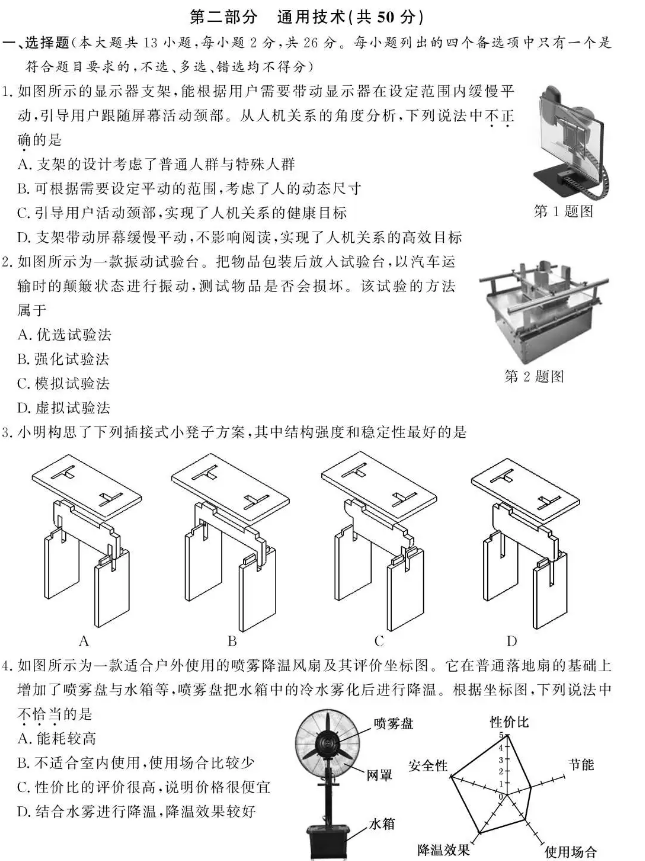 第二部分　通用技术(共50分)
一、选择题(本大题共13小题,每小题2分,共26分。每小题列出的四个备选项中只有一个是
符合题目要求的,不选、多选、错选均不得分)
1.如图所示的显示器支架,能根据用户需要带动显示器在设定范围内缓慢平
动,引导用户跟随屏幕活动颈部。从人机关系的角度分析,下列说法中不正
确的是
A.支架的设计考虑了普通人群与特殊人群
B.可根据需要设定平动的范围,考虑了人的动态尺寸
C.引导用户活动颈部,实现了人机关系的健康目标
D.支架带动屏幕缓慢平动,不影响阅读,实现了人机关系的高效目标
第1题图
2.如图所示为一款振动试验台。把物品包装后放入试验台,以汽车运
输时的颠簸状态进行振动,测试物品是否会损坏。该试验的方法
属于
A.优选试验法
B.强化试验法
C.模拟试验法
D.虚拟试验法
第2题图
3.小明构思了下列插接式小凳子方案,其中结构强度和稳定性最好的是
A
B
C
D
4.如图所示为一款适合户外使用的喷雾降温风扇及其评价坐标图。它在普通落地扇的基础上
增加了喷雾盘与水箱等,喷雾盘把水箱中的冷水雾化后进行降温。根据坐标图,下列说法中
不恰当的是
A.能耗较高
B.不适合室内使用,使用场合比较少
C.性价比的评价很高,说明价格很便宜
D.结合水雾进行降温,降温效果较好
喷雾盘
网罩
水箱
性价比
5
4
3
2
1
0
安全性
节能
降温效果
使用场合